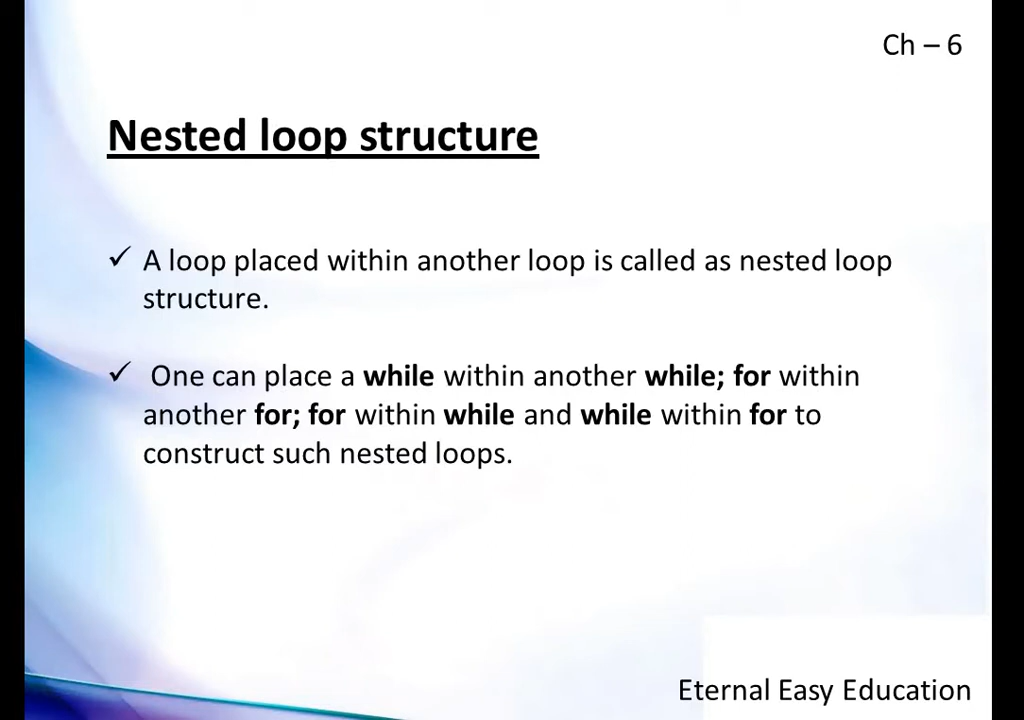 Ch – 6
Nested loop structure
✓ A loop placed within another loop is called as nested loop
structure.
✓ One can place a while within another while; for within
another for; for within while and while within for to
construct such nested loops.
Eternal Easy Education